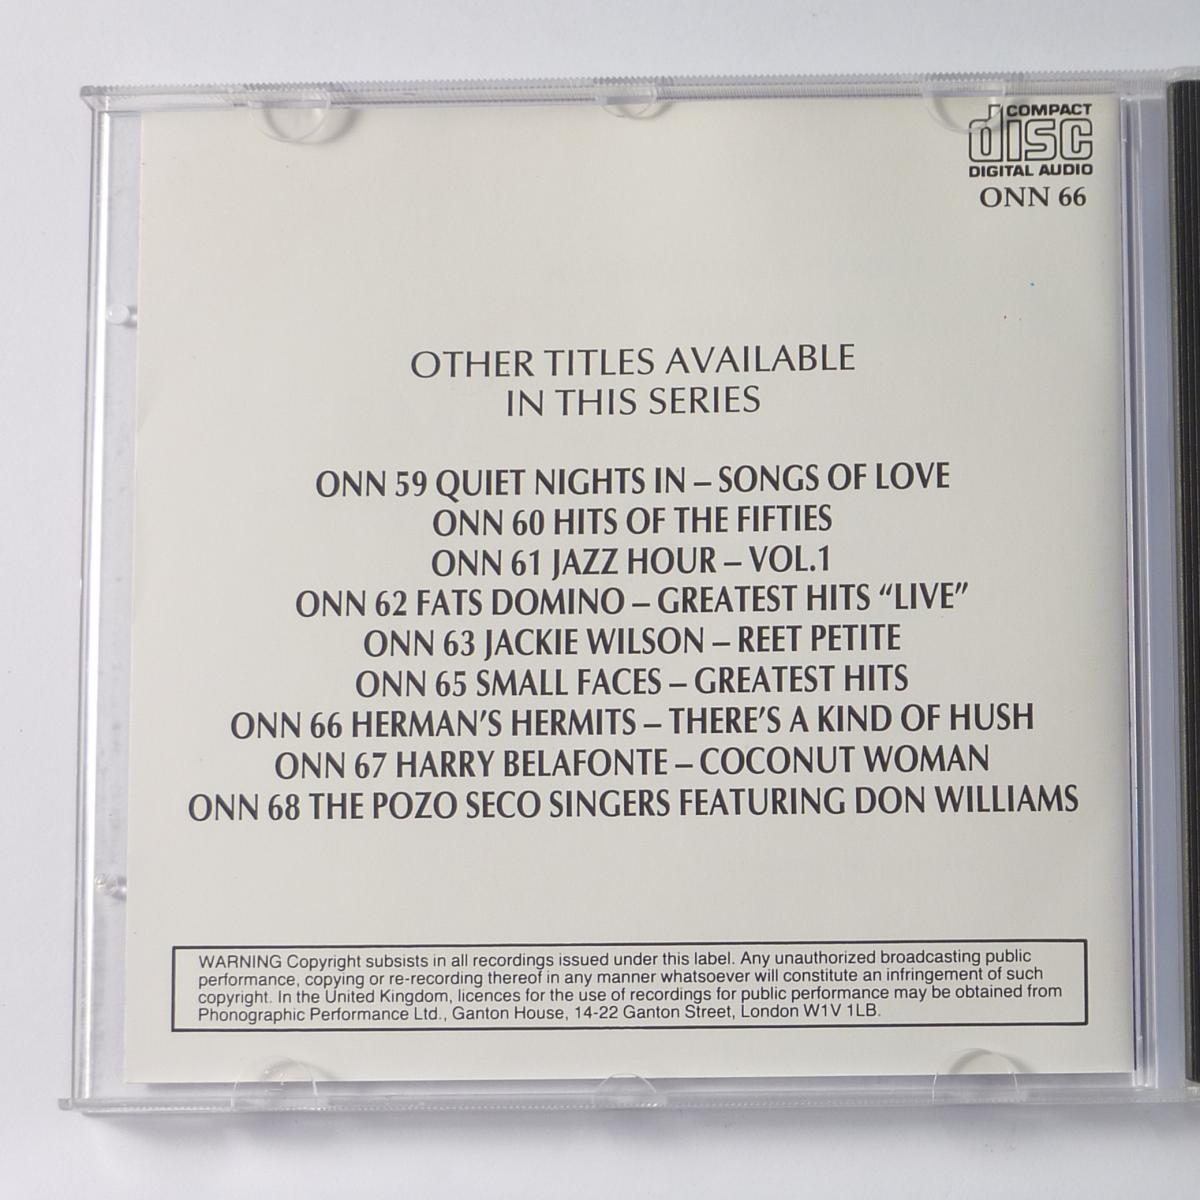 COMPACT
disc
DIGITAL AUDIO
ONN 66
OTHER TITLES AVAILABLE
IN THIS SERIES
ONN 59 QUIET NIGHTS IN – SONGS OF LOVE
ONN 60 HITS OF THE FIFTIES
ONN 61 JAZZ HOUR – VOL.1
ONN 62 FATS DOMINO – GREATEST HITS “LIVE”
ONN 63 JACKIE WILSON – REET PETITE
ONN 65 SMALL FACES – GREATEST HITS
ONN 66 HERMAN’S HERMITS – THERE’S A KIND OF HUSH
ONN 67 HARRY BELAFONTE – COCONUT WOMAN
ONN 68 THE POZO SECO SINGERS FEATURING DON WILLIAMS
WARNING Copyright subsists in all recordings issued under this label. Any unauthorized broadcasting public
performance, copying or re-recording thereof in any manner whatsoever will constitute an infringement of such
copyright. In the United Kingdom, licences for the use of recordings for public performance may be obtained from
Phonographic Performance Ltd., Ganton House, 14-22 Ganton Street, London W1V 1LB.